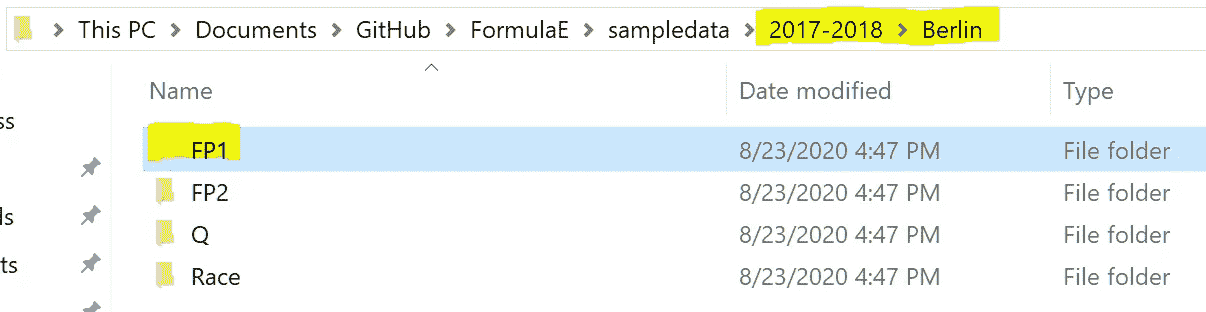 This PC > Documents > GitHub > FormulaE > sampledata > 2017-2018 > Berlin
Name Date modified Type
ss
FP1 8/23/2020 4:47 PM File folder
FP2 8/23/2020 4:47 PM File folder
ds
Q 8/23/2020 4:47 PM File folder
ts
Race 8/23/2020 4:47 PM File folder